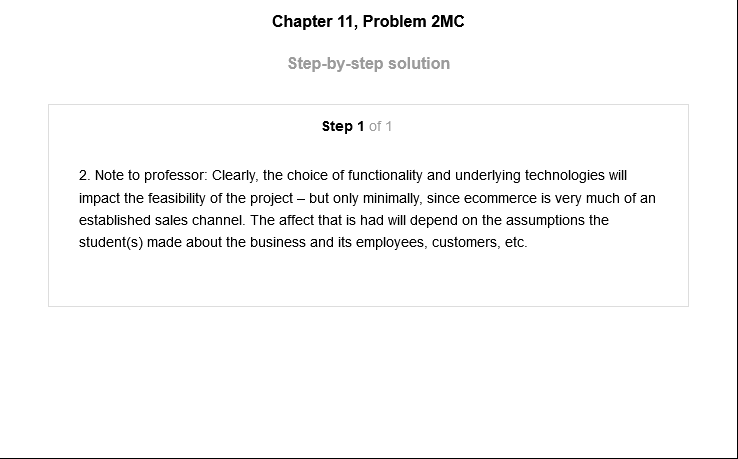 Chapter 11, Problem 2MC
Step-by-step solution
Step 1 of 1
2. Note to professor: Clearly, the choice of functionality and underlying technologies will
impact the feasibility of the project – but only minimally, since ecommerce is very much of an
established sales channel. The affect that is had will depend on the assumptions the
student(s) made about the business and its employees, customers, etc.